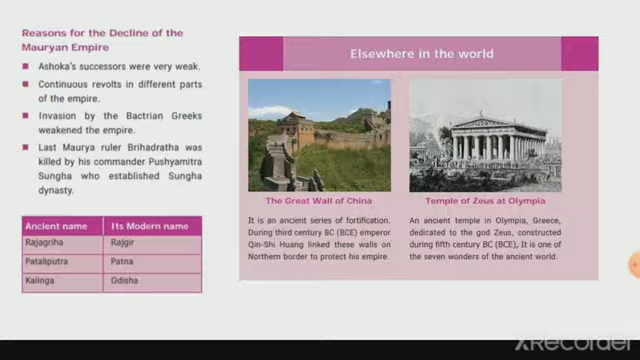 Reasons for the Decline of the
Mauryan Empire
Ashoka's successors were very weak.
Continuous revolts in different parts
of the empire.
Invasion by the Bactrian Greeks
weakened the empire.
Last Maurya ruler Brihadratha was
killed by his commander Pushyamitra
Sungha who established Sungha
dynasty.
Ancient name Its Modern name
Rajagriha Rajgir
Pataliputra Patna
Kalinga Odisha
Elsewhere in the world
The Great Wall of China
It is an ancient series of fortification.
During third century BC (BCE) emperor
Qin-Shi Huang linked these walls on
Northern border to protect his empire.
Temple of Zeus at Olympia
An ancient temple in Olympia, Greece,
dedicated to the god Zeus, constructed
during fifth century BC (BCE), It is one of
the seven wonders of the ancient world.
XRECORDER